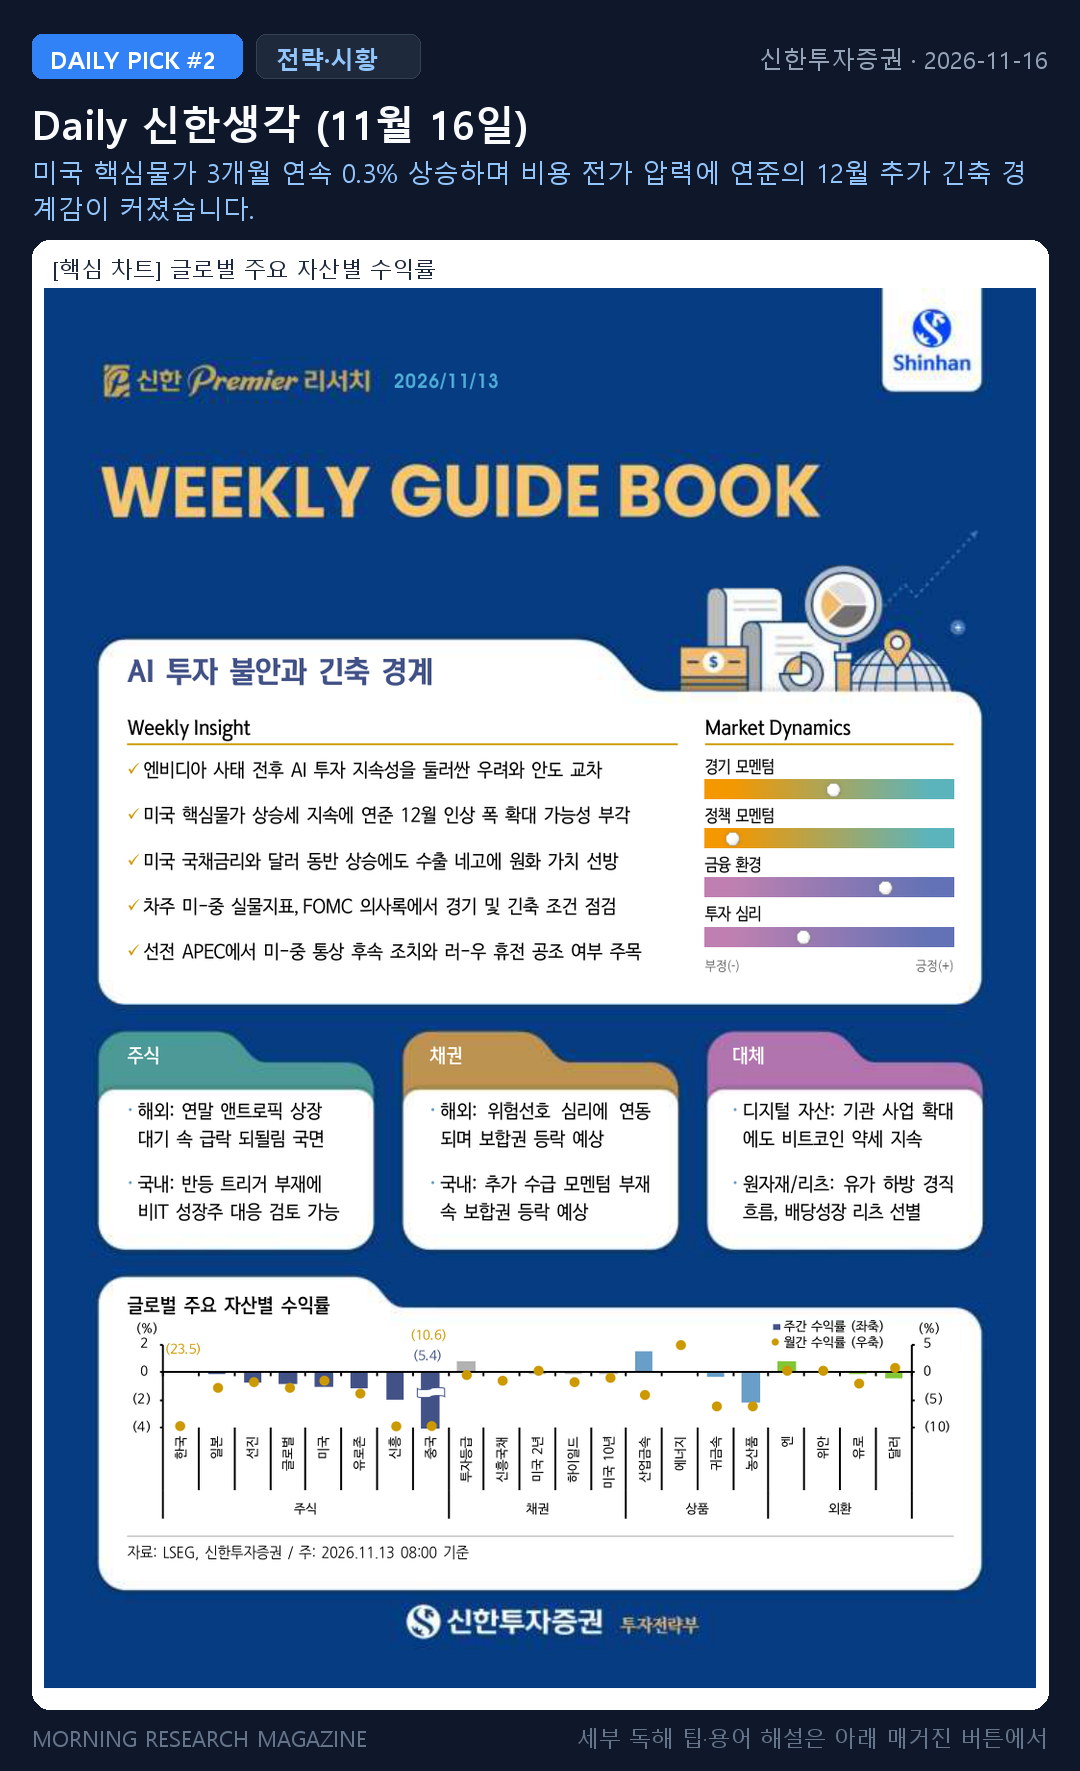 DAILY PICK #2
전략·시황
신한투자증권 · 2026-11-16
Daily 신한생각 (11월 16일)
미국 핵심물가 3개월 연속 0.3% 상승하며 비용 전가 압력에 연준의 12월 추가 긴축 경
계감이 커졌습니다.
[핵심 차트] 글로벌 주요 자산별 수익률
Shinhan
신한 Premier 리서치 2026/11/13
WEEKLY GUIDE BOOK
AI 투자 불안과 긴축 경계
Weekly Insight
✓ 엔비디아 사태 전후 AI 투자 지속성을 둘러싼 우려와 안도 교차
✓ 미국 핵심물가 상승세 지속에 연준 12월 인상 폭 확대 가능성 부각
✓ 미국 국채금리와 달러 동반 상승에도 수출 네고에 원화 가치 선방
✓ 차주 미-중 실물지표, FOMC 의사록에서 경기 및 긴축 조건 점검
✓ 선전 APEC에서 미-중 통상 후속 조치와 러-우 휴전 공조 여부 주목
Market Dynamics
경기 모멘텀
정책 모멘텀
금융 환경
투자 심리
부정(-) 긍정(+)
주식
· 해외: 연말 앤트로픽 상장
대기 속 급락 되돌림 국면
· 국내: 반등 트리거 부재에
비IT 성장주 대응 검토 가능
채권
· 해외: 위험선호 심리에 연동
되며 보합권 등락 예상
· 국내: 추가 수급 모멘텀 부재
속 보합권 등락 예상
대체
· 디지털 자산: 기관 사업 확대
에도 비트코인 약세 지속
· 원자재/리츠: 유가 하방 경직
흐름, 배당성장 리츠 선별
글로벌 주요 자산별 수익률
(%)
2
0
(2)
(4)
(23.5)
(10.6)
(5.4)
주간 수익률 (좌축)
월간 수익률 (우축)
(%)
5
0
(5)
(10)
한국
일본
선진
글로벌
미국
유로존
신흥
중국
투자등급
신흥국채
미국 2년
하이일드
미국 10년
산업금속
에너지
귀금속
농산품
엔
위안
유로
달러
주식
채권
상품
외환
자료: LSEG, 신한투자증권 / 주: 2026.11.13 08:00 기준
신한투자증권 투자전략부
MORNING RESEARCH MAGAZINE
세부 독해 팁·용어 해설은 아래 매거진 버튼에서